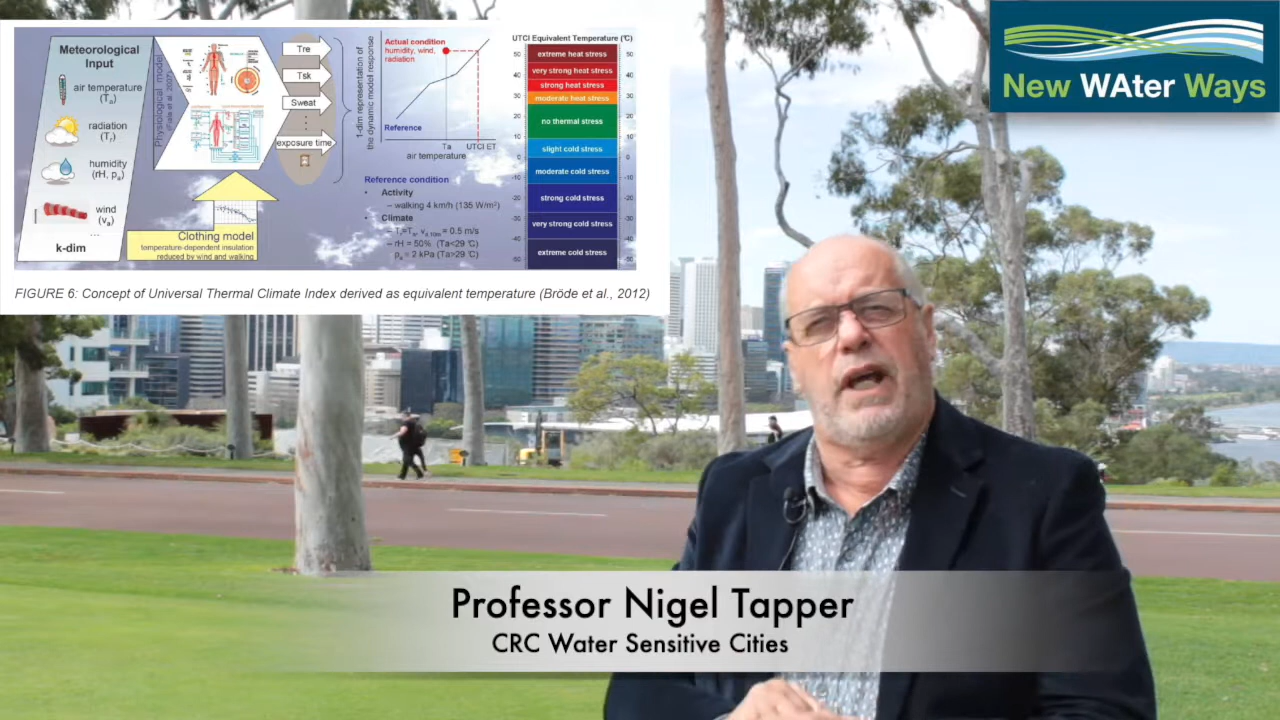 Meteorological
Input
air temperature
(Ta)
radiation
(Tr)
humidity
(rH, pa)
wind
(va)
...
k-dim
Physiological model
Tre
Tsk
Sweat
exposure time
Clothing model
temperature-dependent insulation
reduced by wind and walking
1-dim representation of
the dynamic model response
Actual condition
humidity, wind,
radiation
Reference
Ta UTCI ET
air temperature
Reference condition
• Activity
– walking 4 km/h (135 W/m²)
• Climate
– Tr=Ta, va,10m = 0.5 m/s
– rH = 50% (Ta<29 °C)
pa = 2 kPa (Ta>29 °C)
UTCI Equivalent Temperature (°C)
extreme heat stress
very strong heat stress
strong heat stress
moderate heat stress
no thermal stress
slight cold stress
moderate cold stress
strong cold stress
very strong cold stress
extreme cold stress
FIGURE 6: Concept of Universal Thermal Climate Index derived as equivalent temperature (Bröde et al., 2012)
New WAter Ways
Professor Nigel Tapper
CRC Water Sensitive Cities